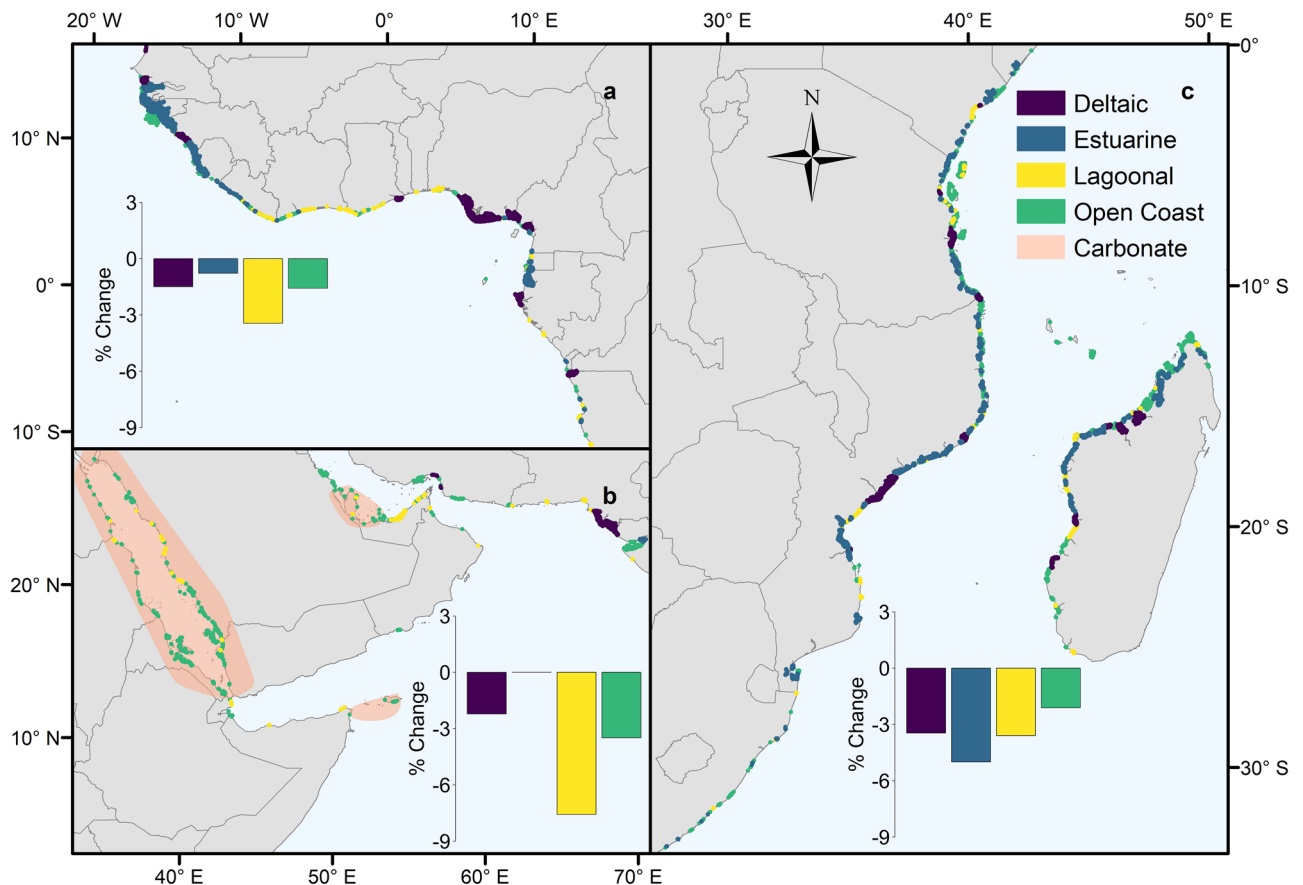 20° W 10° W 0° 10° E 30° E 40° E 50° E
0°
a
c
N
Deltaic
Estuarine
Lagoonal
Open Coast
Carbonate
10° N
0°
10° S
3
0
-3
-6
-9
% Change
10° S
20° S
30° S
b
20° N
10° N
3
0
-3
-6
-9
% Change
3
0
-3
-6
-9
% Change
40° E 50° E 60° E 70° E